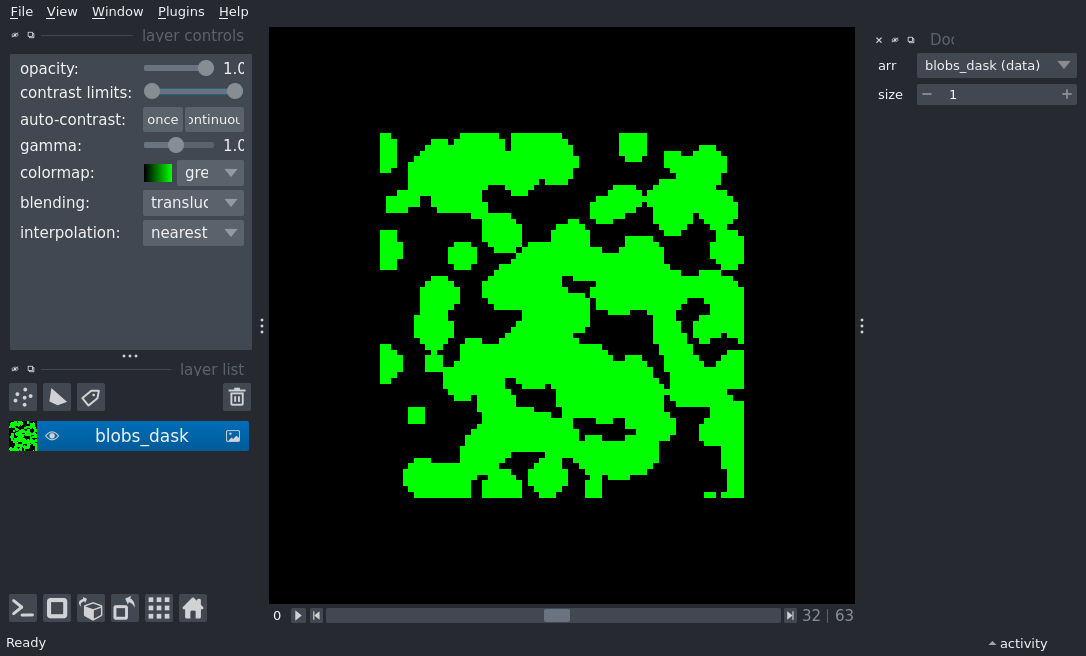 File View Window Plugins Help
layer controls
opacity: 1.0
contrast limits:
auto-contrast: once ontinuou
gamma: 1.0
colormap: gre
blending: transluc
interpolation: nearest
layer list
blobs_dask
0 32 | 63
Ready
Doc
arr blobs_dask (data)
size 1
activity